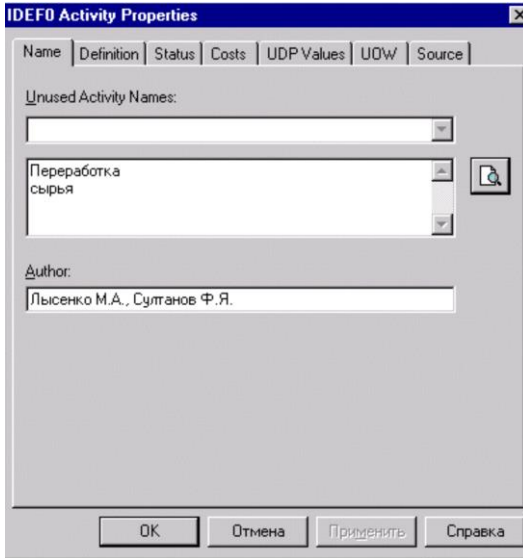 IDEF0 Activity Properties
Name Definition Status Costs UDP Values UOW Source
Unused Activity Names:
Переработка
сырья
Author:
Лысенко М.А., Султанов Ф.Я.
OK Отмена Применить Справка